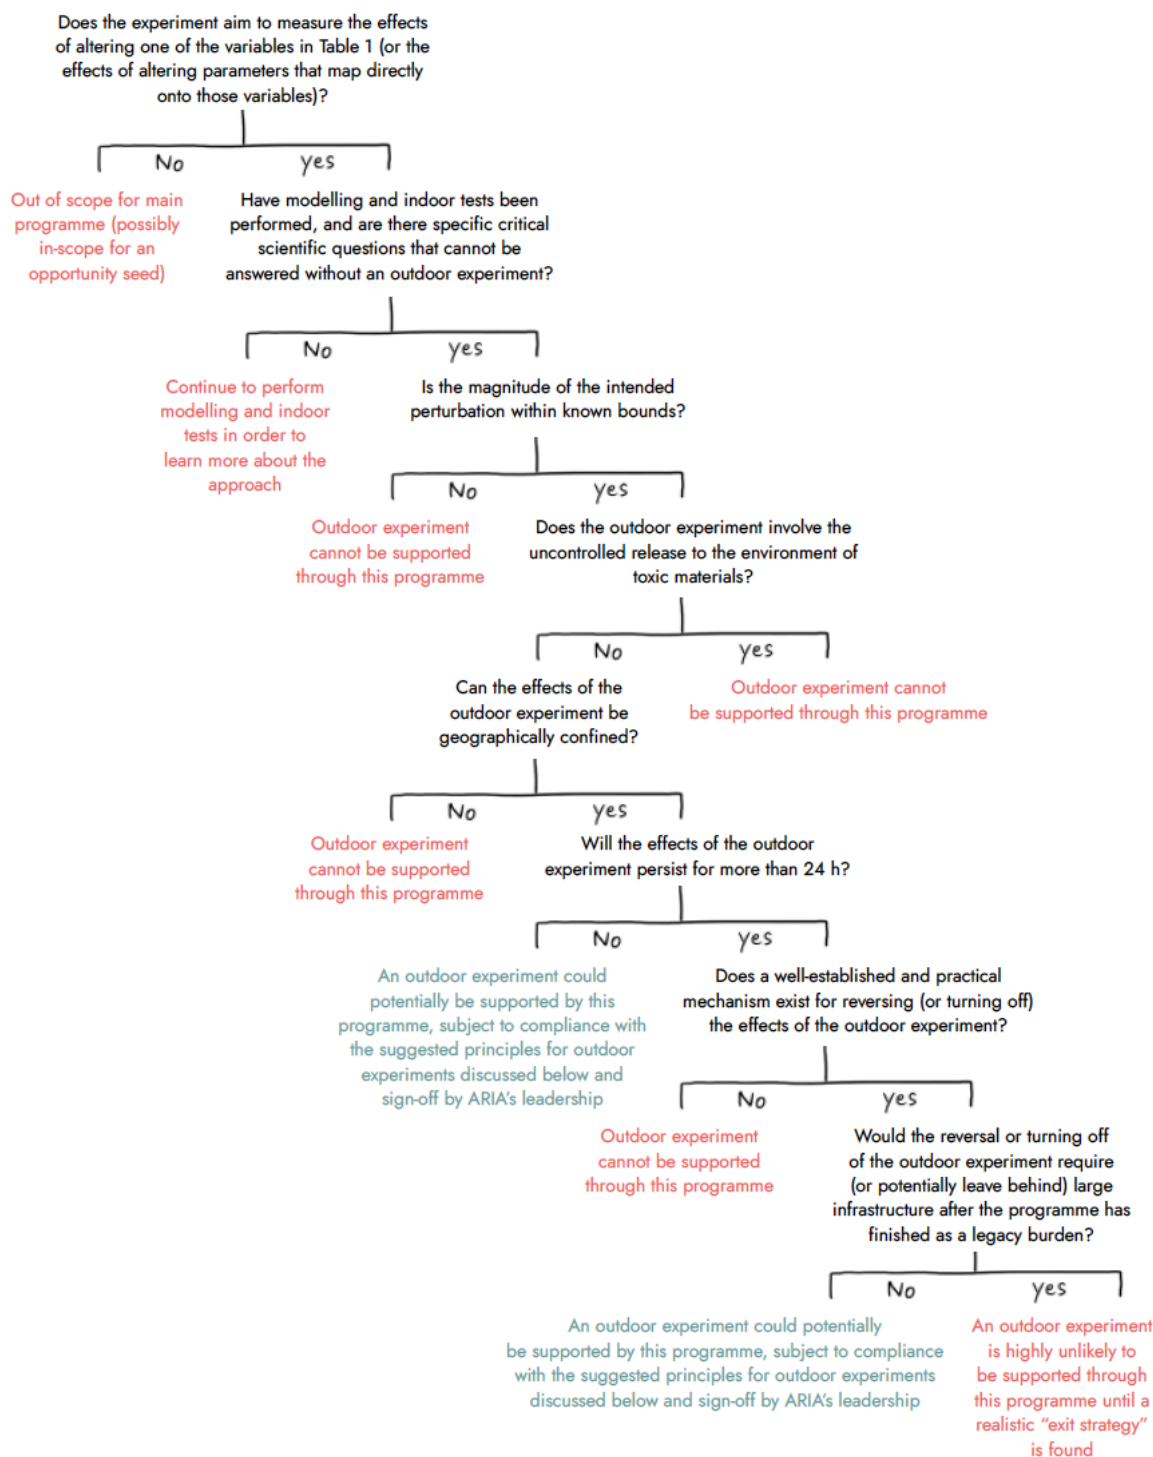 Does the experiment aim to measure the effects
of altering one of the variables in Table 1 (or the
effects of altering parameters that map directly
onto those variables)?
No
yes
Out of scope for main
programme (possibly
in-scope for an
opportunity seed)
Have modelling and indoor tests been
performed, and are there specific critical
scientific questions that cannot be
answered without an outdoor experiment?
No
yes
Continue to perform
modelling and indoor
tests in order to
learn more about the
approach
Is the magnitude of the intended
perturbation within known bounds?
No
yes
Outdoor experiment
cannot be supported
through this programme
Does the outdoor experiment involve the
uncontrolled release to the environment of
toxic materials?
No
yes
Can the effects of the
outdoor experiment be
geographically confined?
Outdoor experiment cannot
be supported through this programme
No
yes
Outdoor experiment
cannot be supported
through this programme
Will the effects of the outdoor
experiment persist for more than 24 h?
No
yes
An outdoor experiment could
potentially be supported by this
programme, subject to compliance with
the suggested principles for outdoor
experiments discussed below and
sign-off by ARIA's leadership
Does a well-established and practical
mechanism exist for reversing (or turning off)
the effects of the outdoor experiment?
No
yes
Outdoor experiment
cannot be supported
through this programme
Would the reversal or turning off
of the outdoor experiment require
(or potentially leave behind) large
infrastructure after the programme has
finished as a legacy burden?
No
yes
An outdoor experiment could potentially
be supported by this programme, subject to compliance
with the suggested principles for outdoor experiments
discussed below and sign-off by ARIA's leadership
An outdoor experiment
is highly unlikely to
be supported through
this programme until a
realistic "exit strategy"
is found